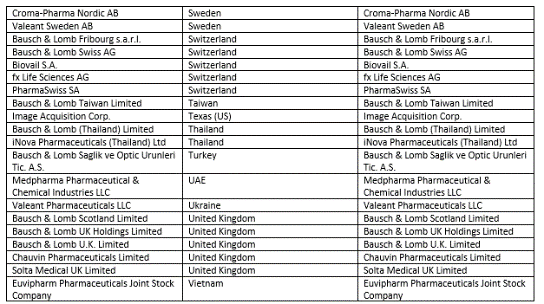 Croma-Pharma Nordic AB Sweden Croma-Pharma Nordic AB
Valeant Sweden AB Sweden Valeant Sweden AB
Bausch & Lomb Fribourg s.a.r.l. Switzerland Bausch & Lomb Fribourg s.a.r.l.
Bausch & Lomb Swiss AG Switzerland Bausch & Lomb Swiss AG
Biovail S.A. Switzerland Biovail S.A.
fx Life Sciences AG Switzerland fx Life Sciences AG
PharmaSwiss SA Switzerland PharmaSwiss SA
Bausch & Lomb Taiwan Limited Taiwan Bausch & Lomb Taiwan Limited
Image Acquisition Corp. Texas (US) Image Acquisition Corp.
Bausch & Lomb (Thailand) Limited Thailand Bausch & Lomb (Thailand) Limited
iNova Pharmaceuticals (Thailand) Ltd Thailand iNova Pharmaceuticals (Thailand) Ltd
Bausch & Lomb Saglik ve Optic Urunleri Turkey Bausch & Lomb Saglik ve Optic Urunleri
Tic. A.S. Tic. A.S.
Medpharma Pharmaceutical & UAE Medpharma Pharmaceutical &
Chemical Industries LLC Chemical Industries LLC
Valeant Pharmaceuticals LLC Ukraine Valeant Pharmaceuticals LLC
Bausch & Lomb Scotland Limited United Kingdom Bausch & Lomb Scotland Limited
Bausch & Lomb UK Holdings Limited United Kingdom Bausch & Lomb UK Holdings Limited
Bausch & Lomb U.K. Limited United Kingdom Bausch & Lomb U.K. Limited
Chauvin Pharmaceuticals Limited United Kingdom Chauvin Pharmaceuticals Limited
Solta Medical UK Limited United Kingdom Solta Medical UK Limited
Euvipharm Pharmaceuticals Joint Stock Vietnam Euvipharm Pharmaceuticals Joint Stock
Company Company